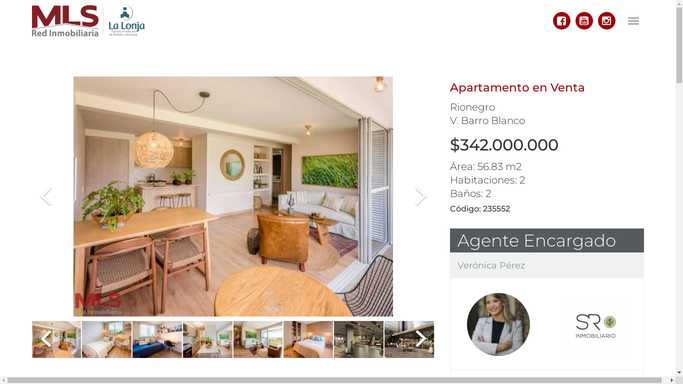 MLS
Red Inmobiliaria
La Lonja
Apartamento en Venta
Rionegro
V. Barro Blanco
$342.000.000
Área: 56.83 m2
Habitaciones: 2
Baños: 2
Código: 235552
Agente Encargado
Verónica Pérez
SR
INMOBILIARIO
MLS